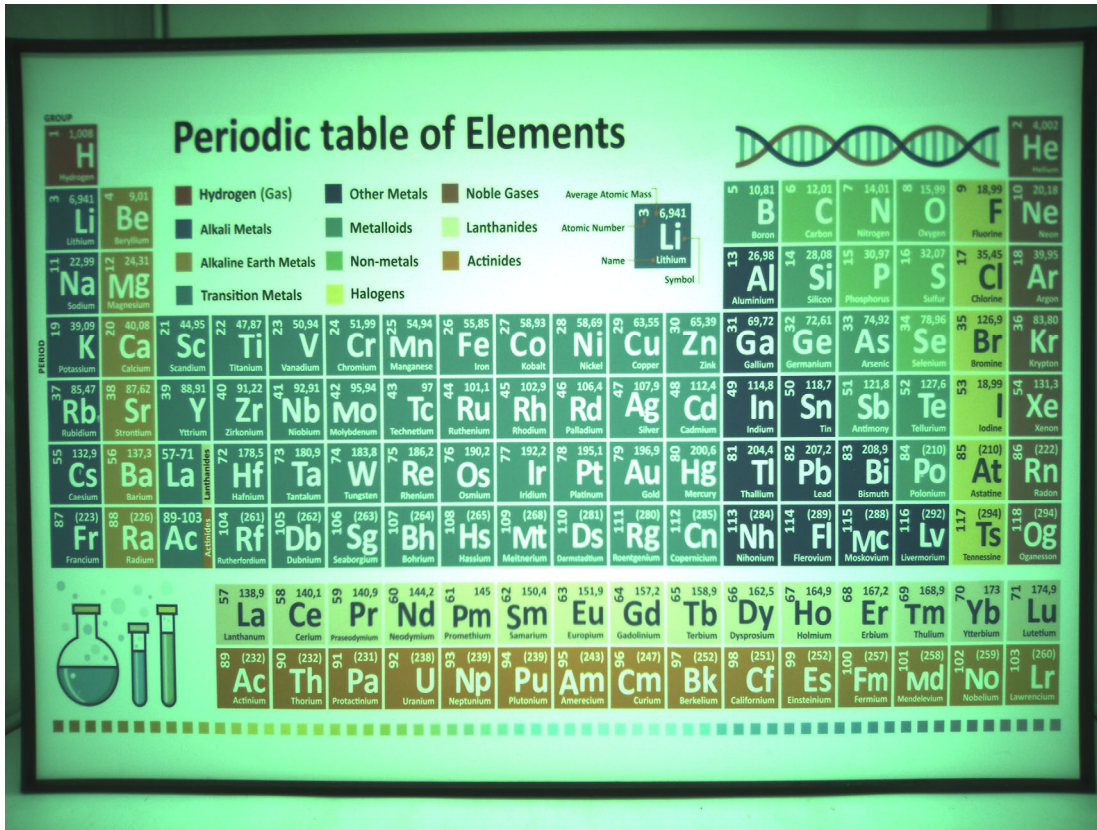 GROUP
Periodic table of Elements
1 1,008 2 4,002
H He
Hydrogen Helium
Hydrogen (Gas) Other Metals Noble Gases
Alkali Metals Metalloids Lanthanides
Alkaline Earth Metals Non-metals Actinides
Transition Metals Halogens
Average Atomic Mass
Atomic Number
Name
Symbol
3 6,941
Li
Lithium
3 6,941 4 9,01 5 10,81 6 12,01 7 14,01 8 15,99 9 18,99 10 20,18
Li Be B C N O F Ne
Lithium Beryllium Boron Carbon Nitrogen Oxygen Fluorine Neon
11 22,99 12 24,31 13 26,98 14 28,08 15 30,97 16 32,07 17 35,45 18 39,95
Na Mg Al Si P S Cl Ar
Sodium Magnesium Aluminium Silicon Phosphorus Sulfur Chlorine Argon
PERIOD
19 39,09 20 40,08 21 44,95 22 47,87 23 50,94 24 51,99 25 54,94 26 55,85 27 58,93 28 58,69 29 63,55 30 65,39 31 69,72 32 72,61 33 74,92 34 78,96 35 126,9 36 83,80
K Ca Sc Ti V Cr Mn Fe Co Ni Cu Zn Ga Ge As Se Br Kr
Potassium Calcium Scandium Titanium Vanadium Chromium Manganese Iron Kobalt Nickel Copper Zink Gallium Germanium Arsenic Selenium Bromine Krypton
37 85,47 38 87,62 39 88,91 40 91,22 41 92,91 42 95,94 43 97 44 101,1 45 102,9 46 106,4 47 107,9 48 112,4 49 114,8 50 118,7 51 121,8 52 127,6 53 18,99 54 131,3
Rb Sr Y Zr Nb Mo Tc Ru Rh Rd Ag Cd In Sn Sb Te I Xe
Rubidium Strontium Yttrium Zirkonium Niobium Molybdenum Technetium Ruthenium Rhodium Palladium Silver Cadmium Indium Tin Antimony Tellurium Iodine Xenon
55 132,9 56 137,3 57-71 72 178,5 73 180,9 74 183,8 75 186,2 76 190,2 77 192,2 78 195,1 79 196,9 80 200,6 81 204,4 82 207,2 83 208,9 84 (210) 85 (210) 86 (222)
Cs Ba La Lanthanides Hf Ta W Re Os Ir Pt Au Hg Tl Pb Bi Po At Rn
Caesium Barium Hafnium Tantalum Tungsten Rhenium Osmium Iridium Platinum Gold Mercury Thallium Lead Bismuth Polonium Astatine Radon
87 (223) 88 (226) 89-103 104 (261) 105 (262) 106 (263) 107 (264) 108 (265) 109 (268) 110 (281) 111 (280) 112 (285) 113 (284) 114 (289) 115 (288) 116 (292) 117 (294) 118 (294)
Fr Ra Ac Actinides Rf Db Sg Bh Hs Mt Ds Rg Cn Nh Fl Mc Lv Ts Og
Francium Radium Rutherfordium Dubnium Seaborgium Bohrium Hassium Meitnerium Darmstadtium Roentgenium Copernicium Nihonium Flerovium Moskovium Livermorium Tennessine Oganesson
57 138,9 58 140,1 59 140,9 60 144,2 61 145 62 150,4 63 151,9 64 157,2 65 158,9 66 162,5 67 164,9 68 167,2 69 168,9 70 173 71 174,9
La Ce Pr Nd Pm Sm Eu Gd Tb Dy Ho Er Tm Yb Lu
Lanthanum Cerium Praseodymium Neodymium Promethium Samarium Europium Gadolinium Terbium Dysprosium Holmium Erbium Thulium Ytterbium Lutetium
89 (232) 90 (232) 91 (231) 92 (238) 93 (239) 94 (239) 95 (243) 96 (247) 97 (252) 98 (251) 99 (252) 100 (257) 101 (258) 102 (259) 103 (260)
Ac Th Pa U Np Pu Am Cm Bk Cf Es Fm Md No Lr
Actinium Thorium Protactinium Uranium Neptunium Plutonium Amerecium Curium Berkelium Californium Einsteinium Fermium Mendelevium Nobelium Lawrencium